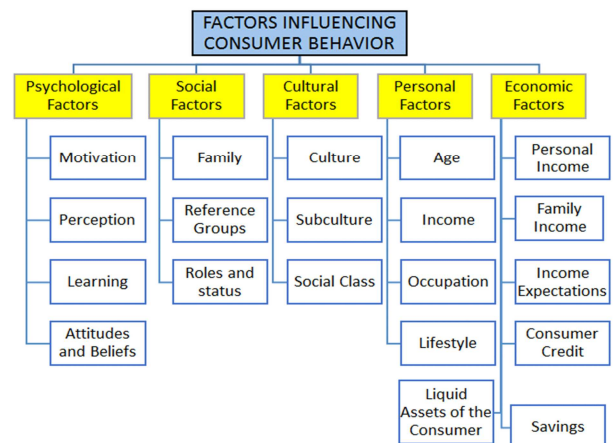 FACTORS INFLUENCING
CONSUMER BEHAVIOR
Psychological
Factors
Social
Factors
Cultural
Factors
Personal
Factors
Economic
Factors
Motivation
Perception
Learning
Attitudes
and Beliefs
Family
Reference
Groups
Roles and
status
Culture
Subculture
Social Class
Age
Income
Occupation
Lifestyle
Personal
Income
Family
Income
Income
Expectations
Consumer
Credit
Liquid
Assets of the
Consumer
Savings